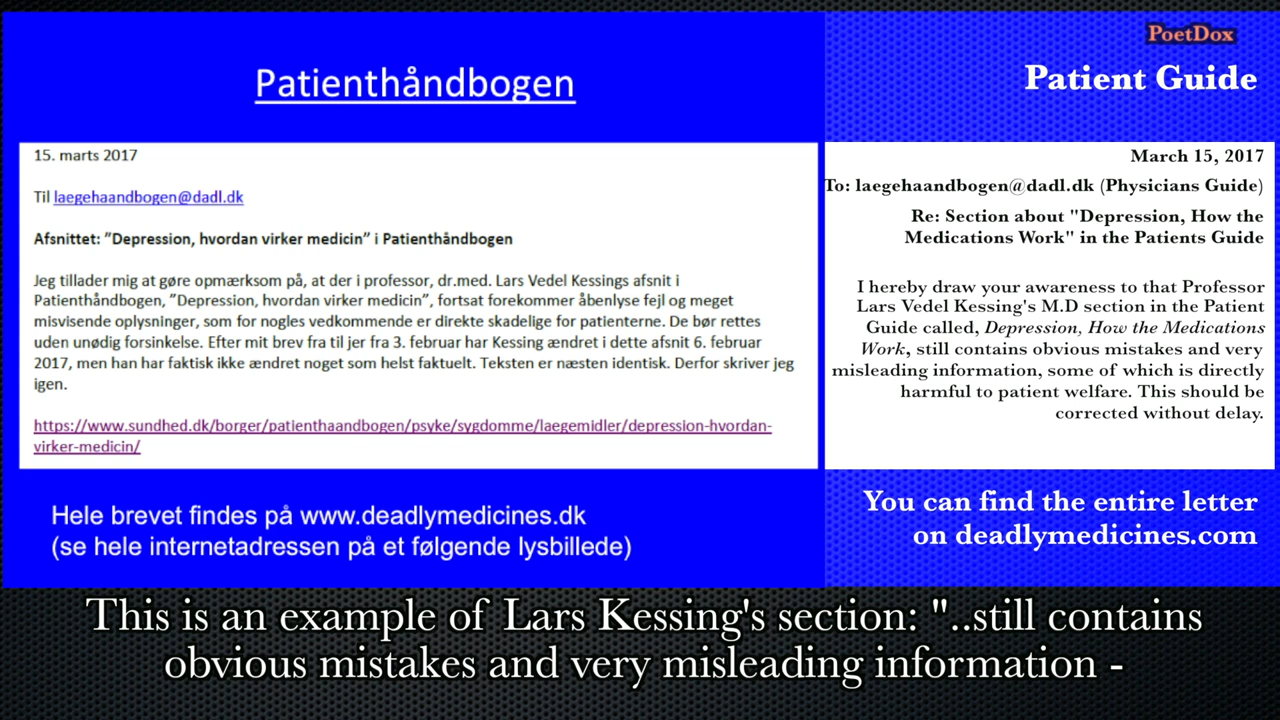 PoetDox
Patienthåndbogen
15. marts 2017
Til laegehaandbogen@dadl.dk
Afsnittet: ”Depression, hvordan virker medicin” i Patienthåndbogen
Jeg tillader mig at gøre opmærksom på, at der i professor, dr.med. Lars Vedel Kessings afsnit i
Patienthåndbogen, ”Depression, hvordan virker medicin”, fortsat forekommer åbenlyse fejl og meget
misvisende oplysninger, som for nogles vedkommende er direkte skadelige for patienterne. De bør rettes
uden unødig forsinkelse. Efter mit brev fra til jer fra 3. februar har Kessing ændret i dette afsnit 6. februar
2017, men han har faktisk ikke ændret noget som helst faktuelt. Teksten er næsten identisk. Derfor skriver jeg
igen.
https://www.sundhed.dk/borger/patienthaandbogen/psyke/sygdomme/laegemidler/depression-hvordan-
virker-medicin/
Hele brevet findes på www.deadlymedicines.dk
(se hele internetadressen på et følgende lysbillede)
Patient Guide
March 15, 2017
To: laegehaandbogen@dadl.dk (Physicians Guide)
Re: Section about "Depression, How the
Medications Work" in the Patients Guide
I hereby draw your awareness to that Professor
Lars Vedel Kessing's M.D section in the Patient
Guide called, Depression, How the Medications
Work, still contains obvious mistakes and very
misleading information, some of which is directly
harmful to patient welfare. This should be
corrected without delay.
You can find the entire letter
on deadlymedicines.com
This is an example of Lars Kessing's section: "..still contains
obvious mistakes and very misleading information -